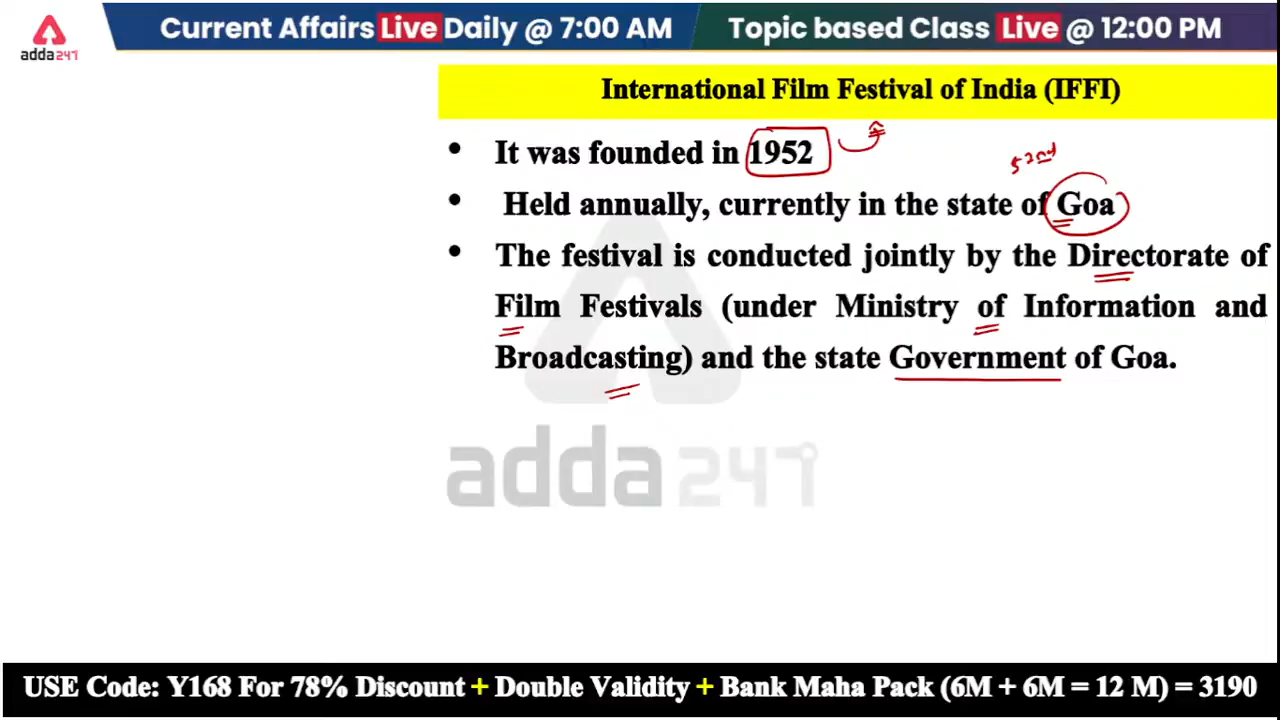 Current Affairs Live Daily @ 7:00 AM
Topic based Class Live @ 12:00 PM
adda247
International Film Festival of India (IFFI)
• It was founded in 1952
52nd
• Held annually, currently in the state of Goa
• The festival is conducted jointly by the Directorate of
Film Festivals (under Ministry of Information and
Broadcasting) and the state Government of Goa.
adda247
USE Code: Y168 For 78% Discount + Double Validity + Bank Maha Pack (6M + 6M = 12 M) = 3190